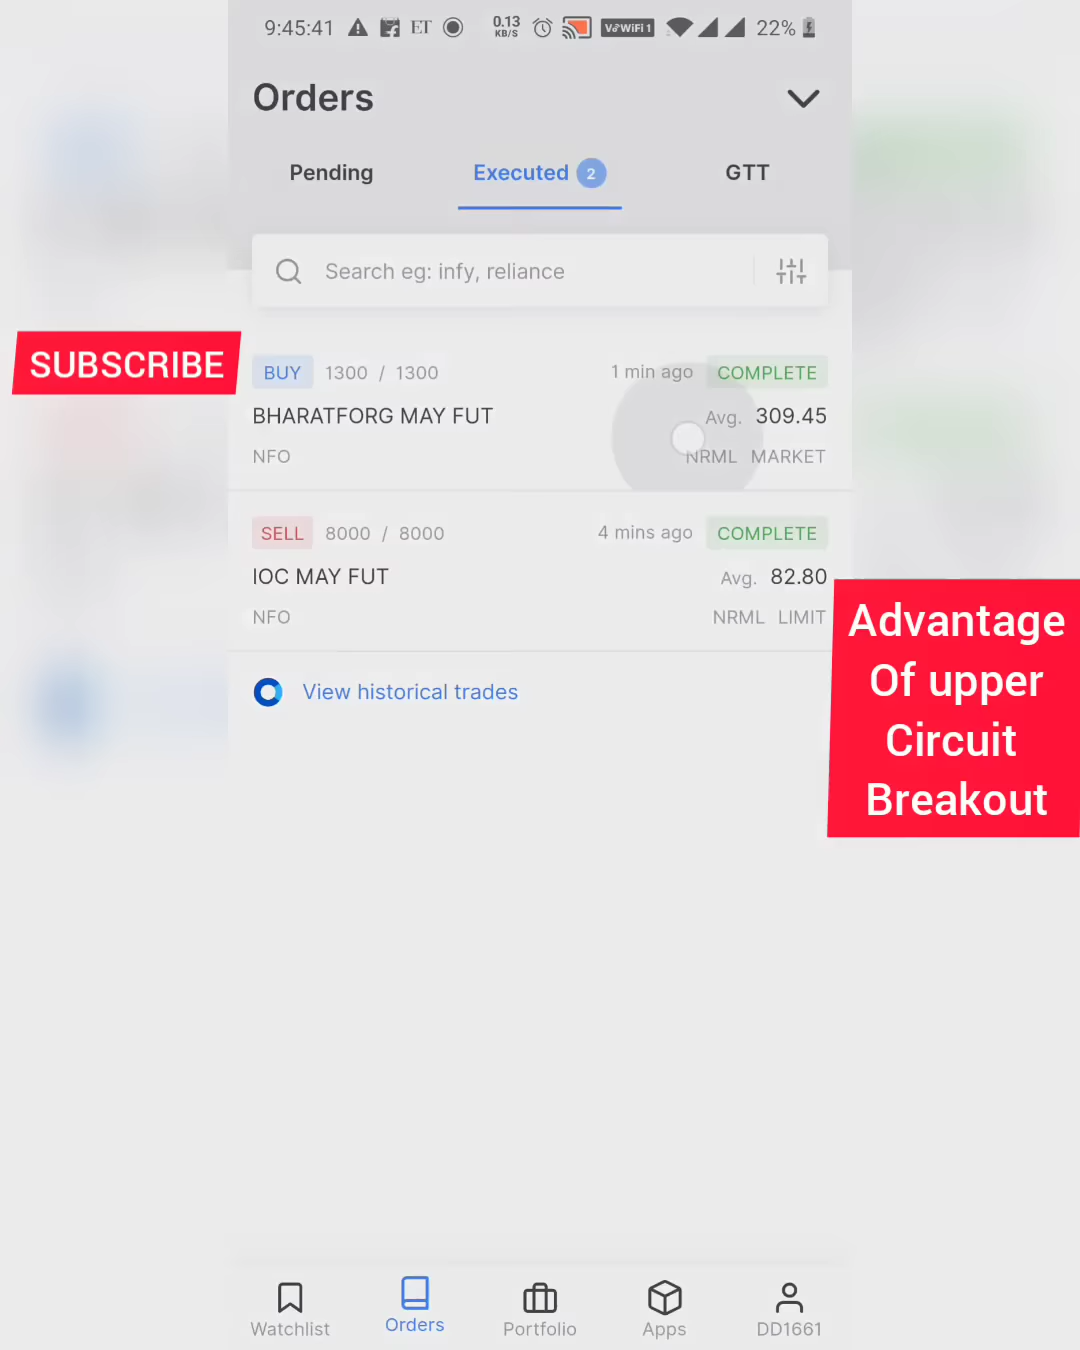 9:45:41 ET 0.13 KB/S Vo WiFi 1 22%
Orders
Pending Executed 2 GTT
Search eg: infy, reliance
SUBSCRIBE
BUY 1300 / 1300 1 min ago COMPLETE
BHARATFORG MAY FUT Avg. 309.45
NFO NRML MARKET
SELL 8000 / 8000 4 mins ago COMPLETE
IOC MAY FUT Avg. 82.80
NFO NRML LIMIT
View historical trades
Advantage
Of upper
Circuit
Breakout
Watchlist Orders Portfolio Apps DD1661